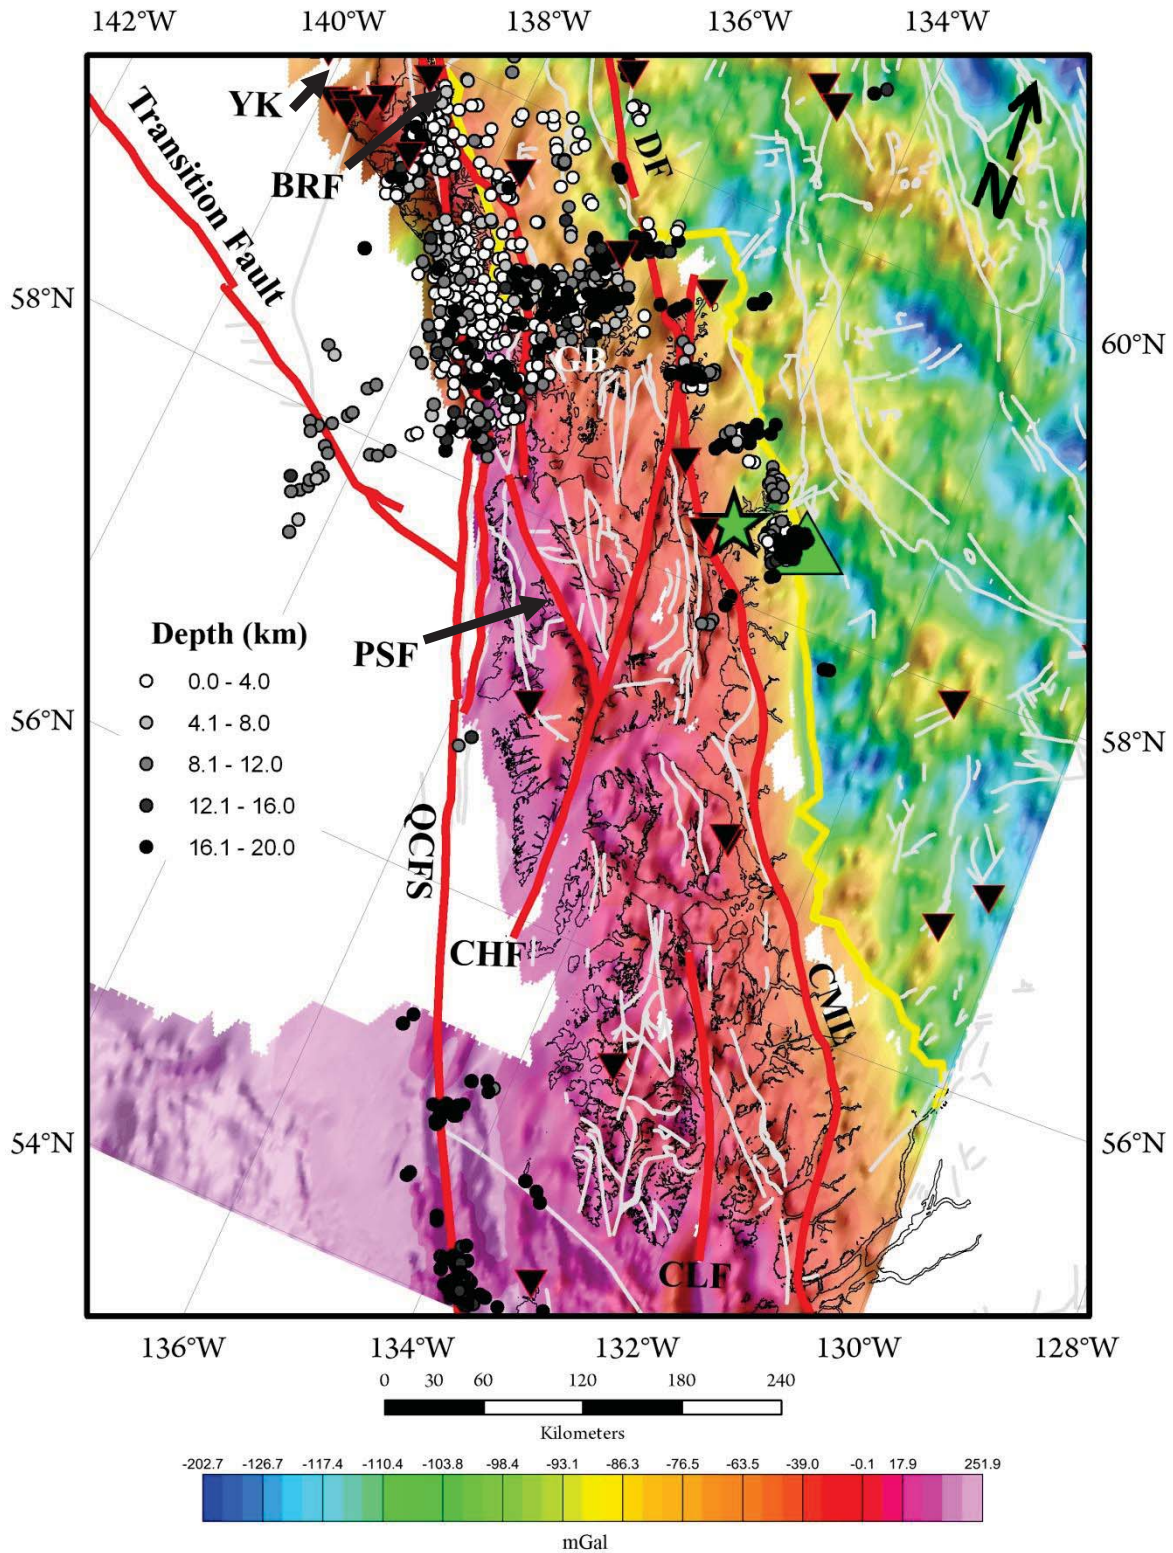 142°W 140°W 138°W 136°W 134°W
YK
Transition Fault
BRF
DF
N
58°N
60°N
GB
Depth (km)
PSF
0.0 - 4.0
4.1 - 8.0
8.1 - 12.0
12.1 - 16.0
16.1 - 20.0
56°N
58°N
QCFS
CHF
CML
54°N
56°N
CLF
136°W 134°W 132°W 130°W 128°W
0 30 60 120 180 240
Kilometers
-202.7 -126.7 -117.4 -110.4 -103.8 -98.4 -93.1 -86.3 -76.5 -63.5 -39.0 -0.1 17.9 251.9
mGal